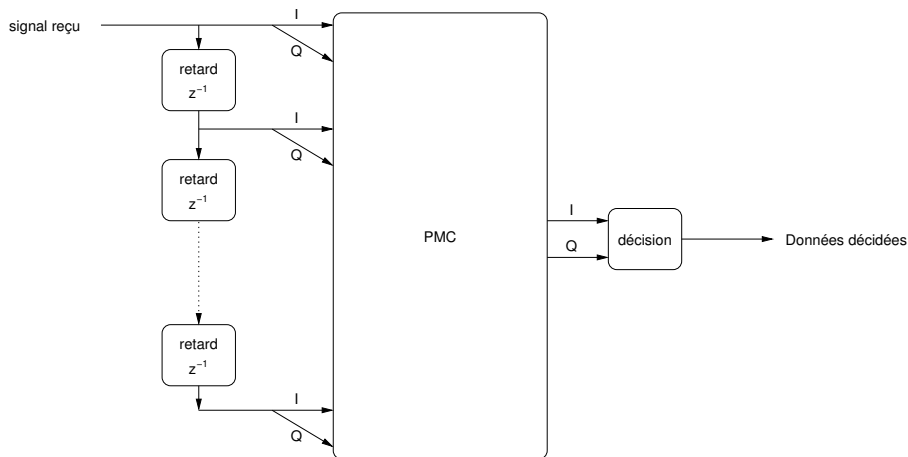 signal reçu
I
Q
retard
z⁻¹
I
Q
retard
z⁻¹
PMC
I
Q
décision
Données décidées
retard
z⁻¹
I
Q